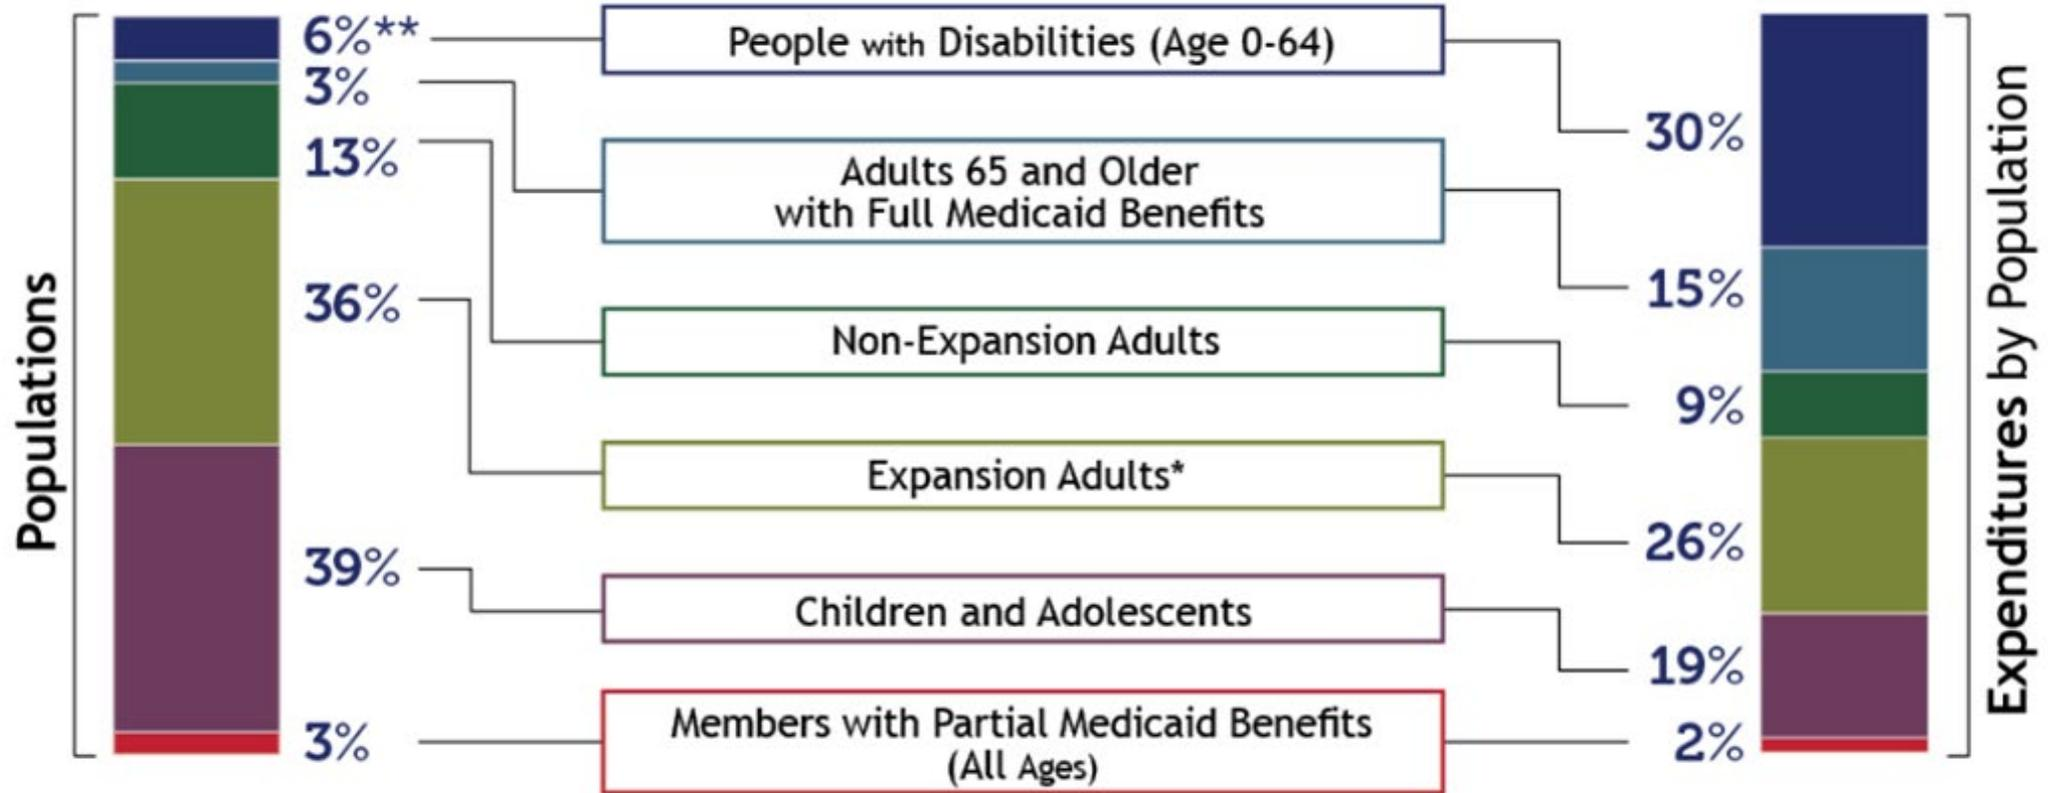 Populations
6%**
3%
13%
36%
39%
3%
People with Disabilities (Age 0-64)
Adults 65 and Older
with Full Medicaid Benefits
Non-Expansion Adults
Expansion Adults*
Children and Adolescents
Members with Partial Medicaid Benefits
(All Ages)
30%
15%
9%
26%
19%
2%
Expenditures by Population